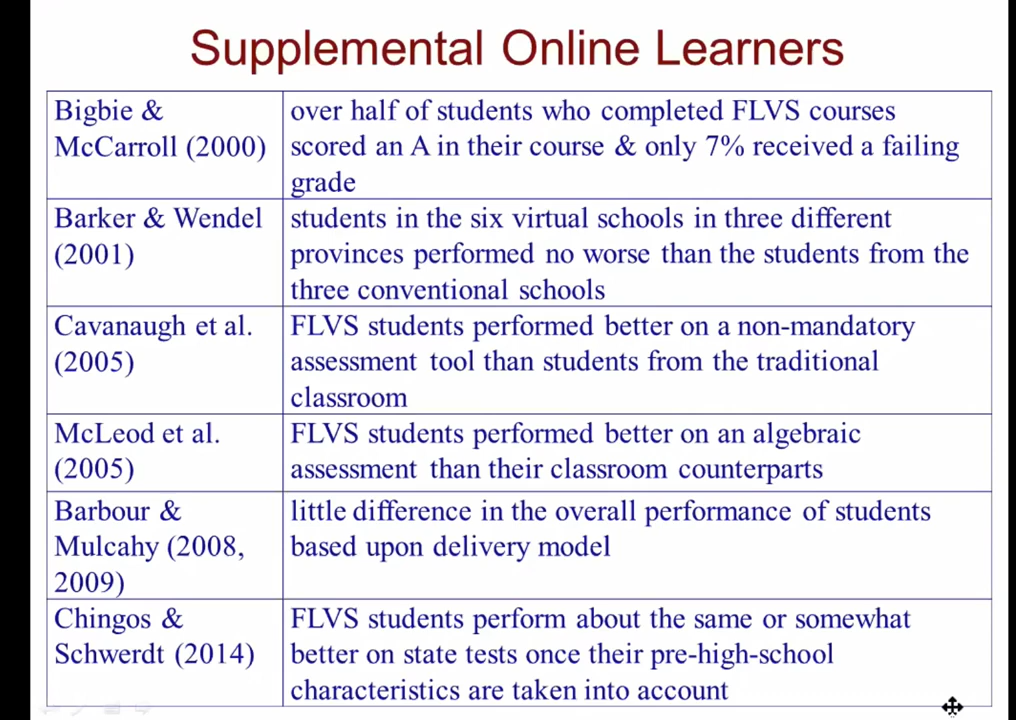 Supplemental Online Learners
Bigbie &
McCarroll (2000)
over half of students who completed FLVS courses
scored an A in their course & only 7% received a failing
grade
Barker & Wendel
(2001)
students in the six virtual schools in three different
provinces performed no worse than the students from the
three conventional schools
Cavanaugh et al.
(2005)
FLVS students performed better on a non-mandatory
assessment tool than students from the traditional
classroom
McLeod et al.
(2005)
FLVS students performed better on an algebraic
assessment than their classroom counterparts
Barbour &
Mulcahy (2008,
2009)
little difference in the overall performance of students
based upon delivery model
Chingos &
Schwerdt (2014)
FLVS students perform about the same or somewhat
better on state tests once their pre-high-school
characteristics are taken into account